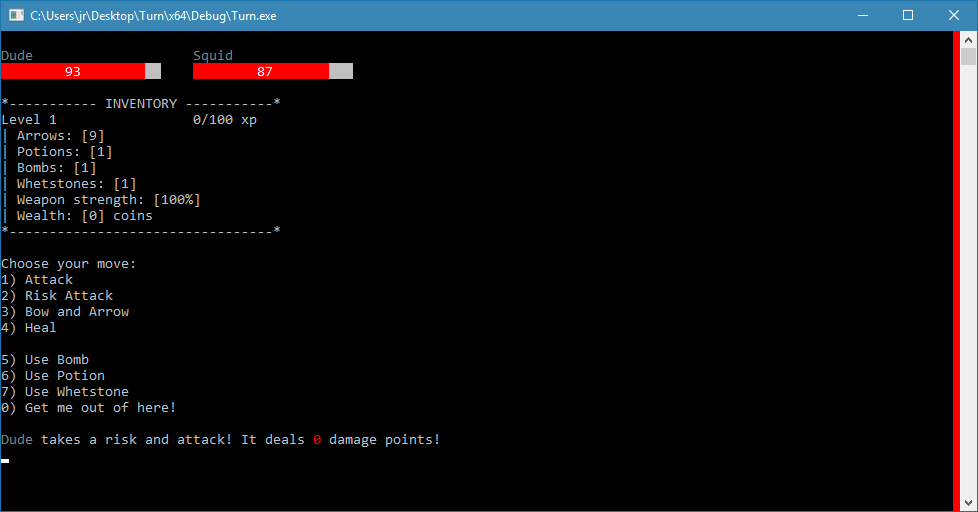 C:\Users\jr\Desktop\Turn\x64\Debug\Turn.exe
Dude Squid
93 87
*----------- INVENTORY -----------*
Level 1 0/100 xp
| Arrows: [9]
| Potions: [1]
| Bombs: [1]
| Whetstones: [1]
| Weapon strength: [100%]
| Wealth: [0] coins
*---------------------------------*
Choose your move:
1) Attack
2) Risk Attack
3) Bow and Arrow
4) Heal
5) Use Bomb
6) Use Potion
7) Use Whetstone
0) Get me out of here!
Dude takes a risk and attack! It deals 0 damage points!